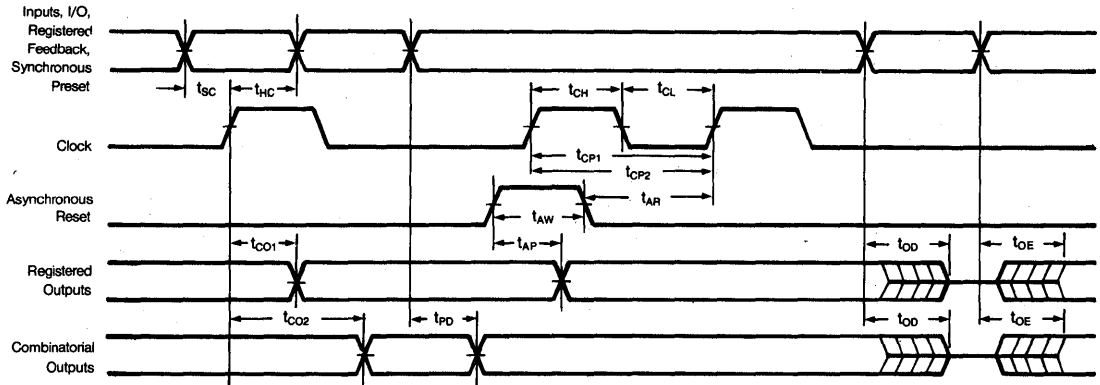 Inputs, I/O,
Registered
Feedback,
Synchronous
Preset
tSC
tHC
tCH
tCL
Clock
tCP1
tCP2
Asynchronous
Reset
tAR
tAW
tCO1
tAP
tOD
tOE
Registered
Outputs
tCO2
tPD
tOD
tOE
Combinatorial
Outputs